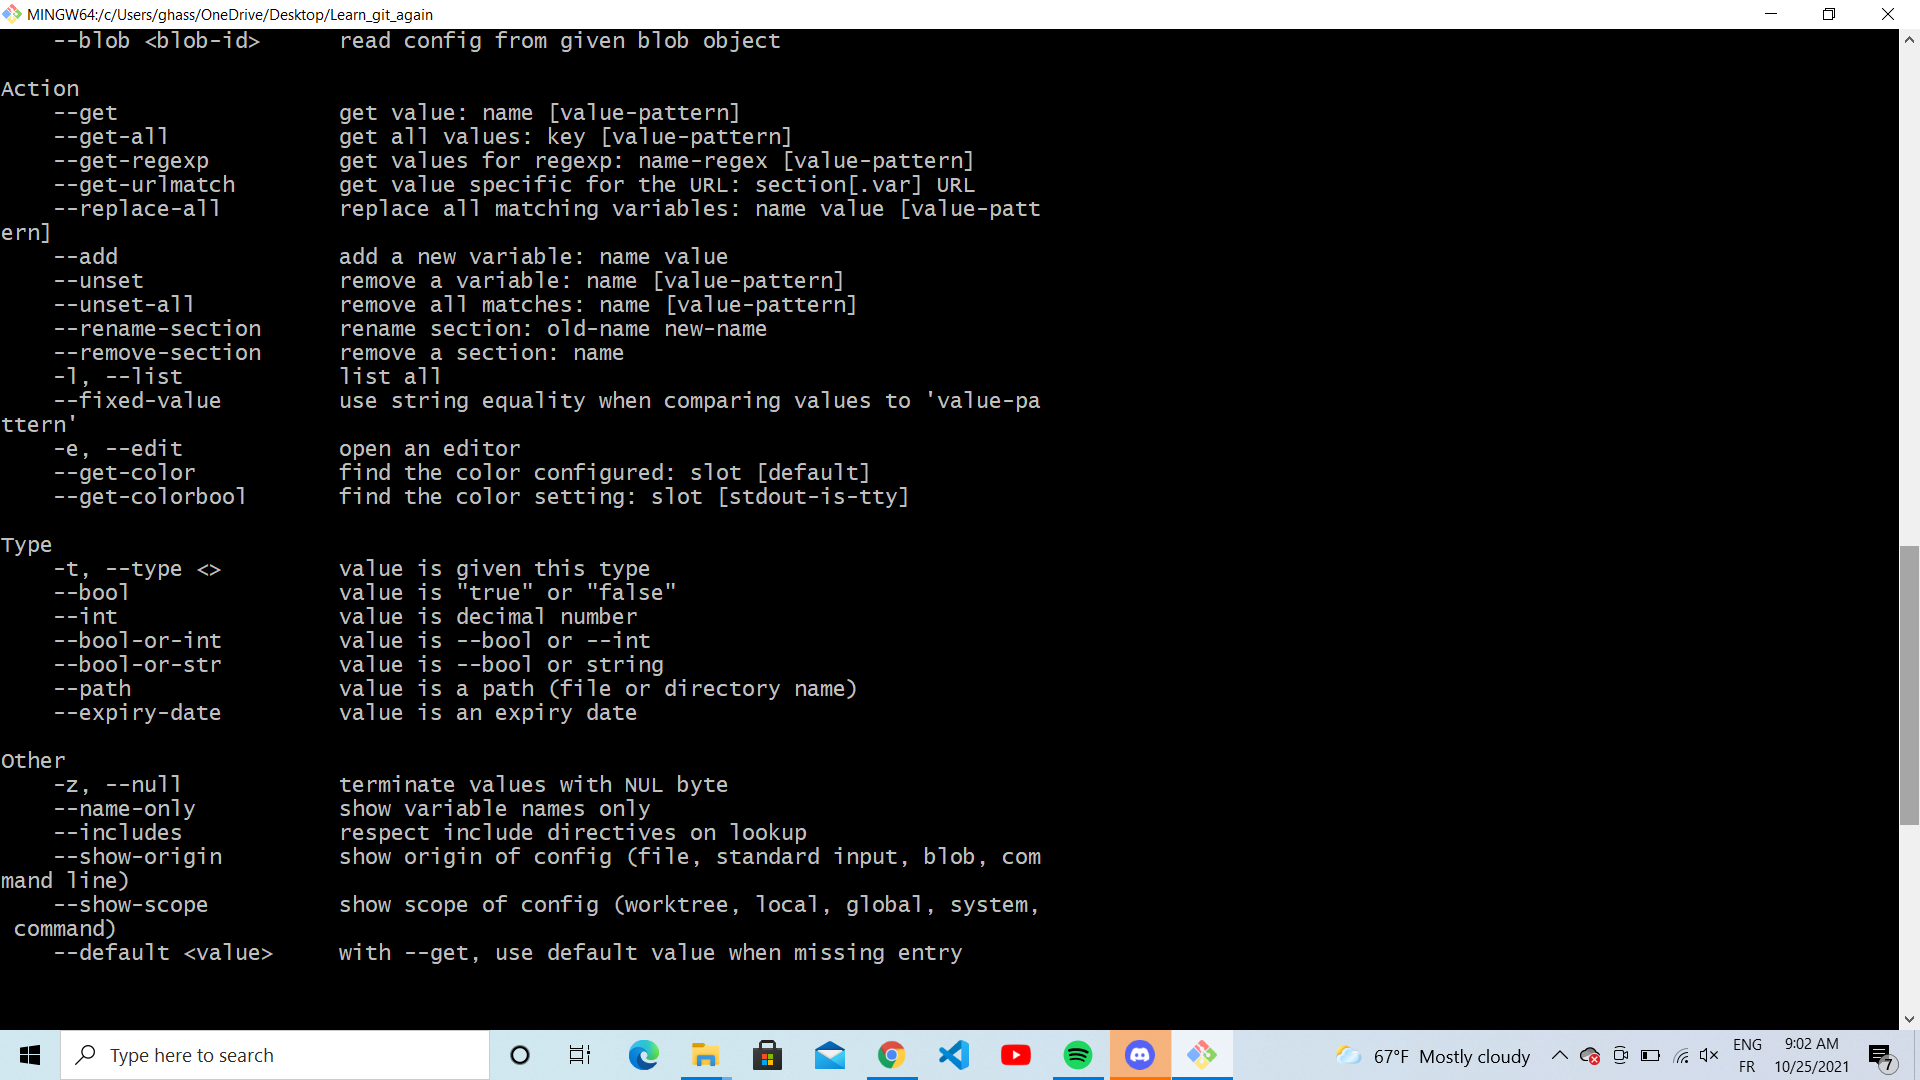 MINGW64:/c/Users/ghass/OneDrive/Desktop/Learn_git_again
--blob <blob-id> read config from given blob object
Action
--get get value: name [value-pattern]
--get-all get all values: key [value-pattern]
--get-regexp get values for regexp: name-regex [value-pattern]
--get-urlmatch get value specific for the URL: section[.var] URL
--replace-all replace all matching variables: name value [value-patt
ern]
--add add a new variable: name value
--unset remove a variable: name [value-pattern]
--unset-all remove all matches: name [value-pattern]
--rename-section rename section: old-name new-name
--remove-section remove a section: name
-l, --list list all
--fixed-value use string equality when comparing values to 'value-pa
ttern'
-e, --edit open an editor
--get-color find the color configured: slot [default]
--get-colorbool find the color setting: slot [stdout-is-tty]
Type
-t, --type <> value is given this type
--bool value is "true" or "false"
--int value is decimal number
--bool-or-int value is --bool or --int
--bool-or-str value is --bool or string
--path value is a path (file or directory name)
--expiry-date value is an expiry date
Other
-z, --null terminate values with NUL byte
--name-only show variable names only
--includes respect include directives on lookup
--show-origin show origin of config (file, standard input, blob, com
mand line)
--show-scope show scope of config (worktree, local, global, system,
command)
--default <value> with --get, use default value when missing entry
Type here to search
67°F Mostly cloudy
ENG
FR
9:02 AM
10/25/2021
7